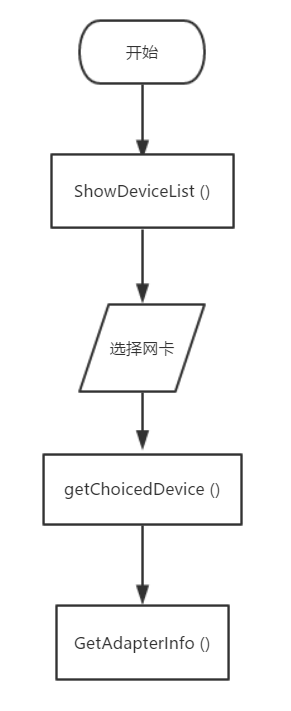 开始
ShowDeviceList ()
选择网卡
getChoicedDevice ()
GetAdapterInfo ()